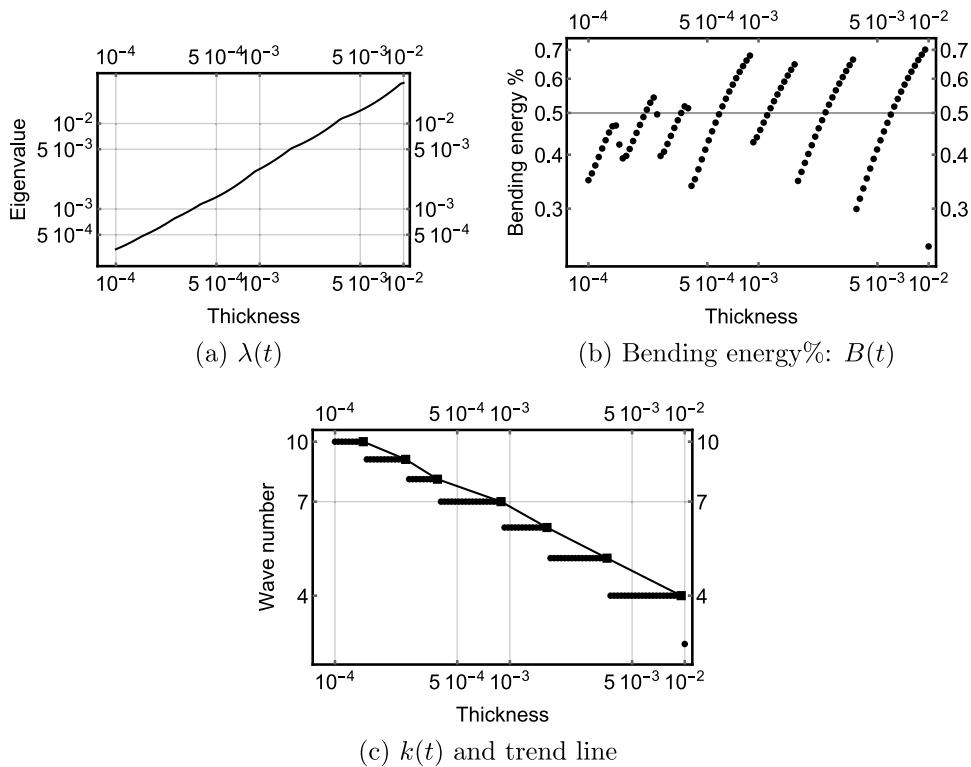 10⁻⁴ 5 10⁻⁴ 10⁻³ 5 10⁻³ 10⁻²
Eigenvalue
10⁻² 10⁻²
5 10⁻³ 5 10⁻³
10⁻³ 10⁻³
5 10⁻⁴ 5 10⁻⁴
10⁻⁴ 5 10⁻⁴ 10⁻³ 5 10⁻³ 10⁻²
Thickness
(a) λ(t)
10⁻⁴ 5 10⁻⁴ 10⁻³ 5 10⁻³ 10⁻²
Bending energy %
0.7 0.7
0.6 0.6
0.5 0.5
0.4 0.4
0.3 0.3
10⁻⁴ 5 10⁻⁴ 10⁻³ 5 10⁻³ 10⁻²
Thickness
(b) Bending energy%: B(t)
10⁻⁴ 5 10⁻⁴ 10⁻³ 5 10⁻³ 10⁻²
Wave number
10 10
7 7
4 4
10⁻⁴ 5 10⁻⁴ 10⁻³ 5 10⁻³ 10⁻²
Thickness
(c) k(t) and trend line